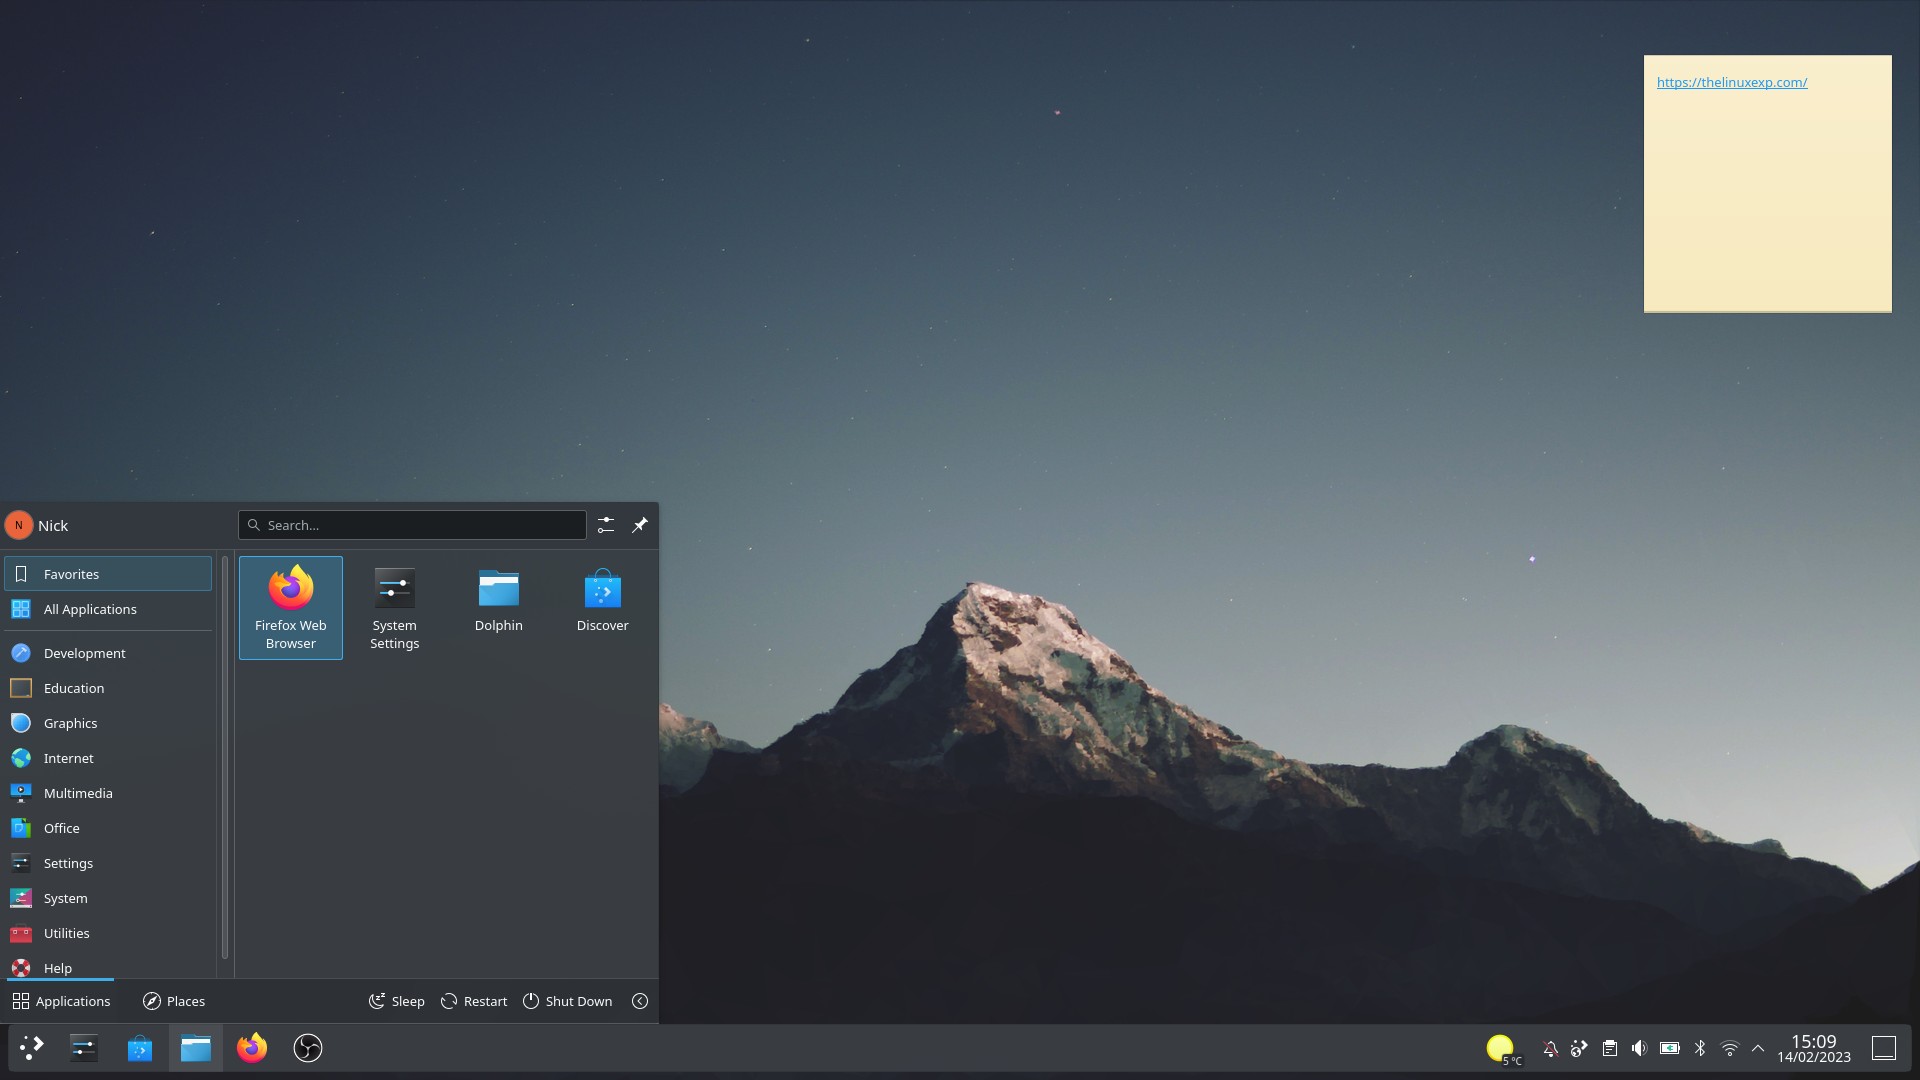 https://thelinuxexp.com/
N
Nick
Search...
Favorites
All Applications
Development
Education
Graphics
Internet
Multimedia
Office
Settings
System
Utilities
Help
Firefox Web
Browser
System
Settings
Dolphin
Discover
Applications
Places
Sleep
Restart
Shut Down
5 °C
15:09
14/02/2023